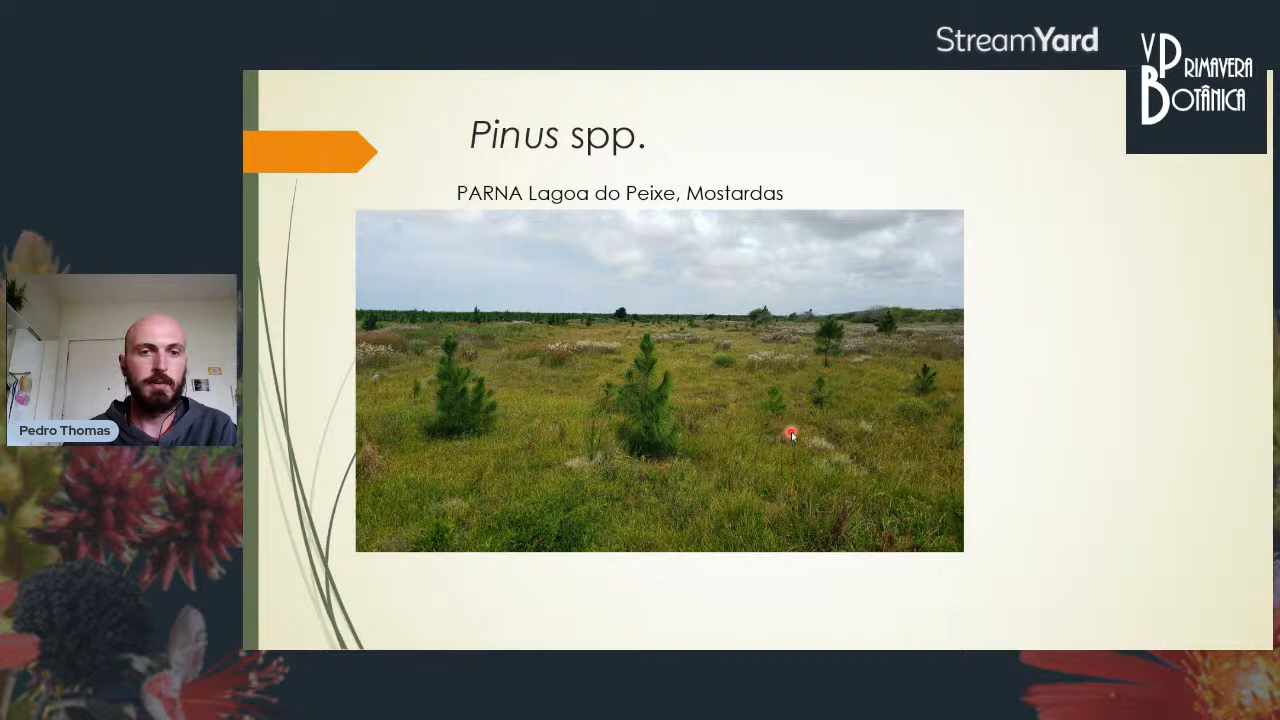 StreamYard
V PRIMAVERA
BOTÂNICA
Pinus spp.
PARNA Lagoa do Peixe, Mostardas
Pedro Thomas